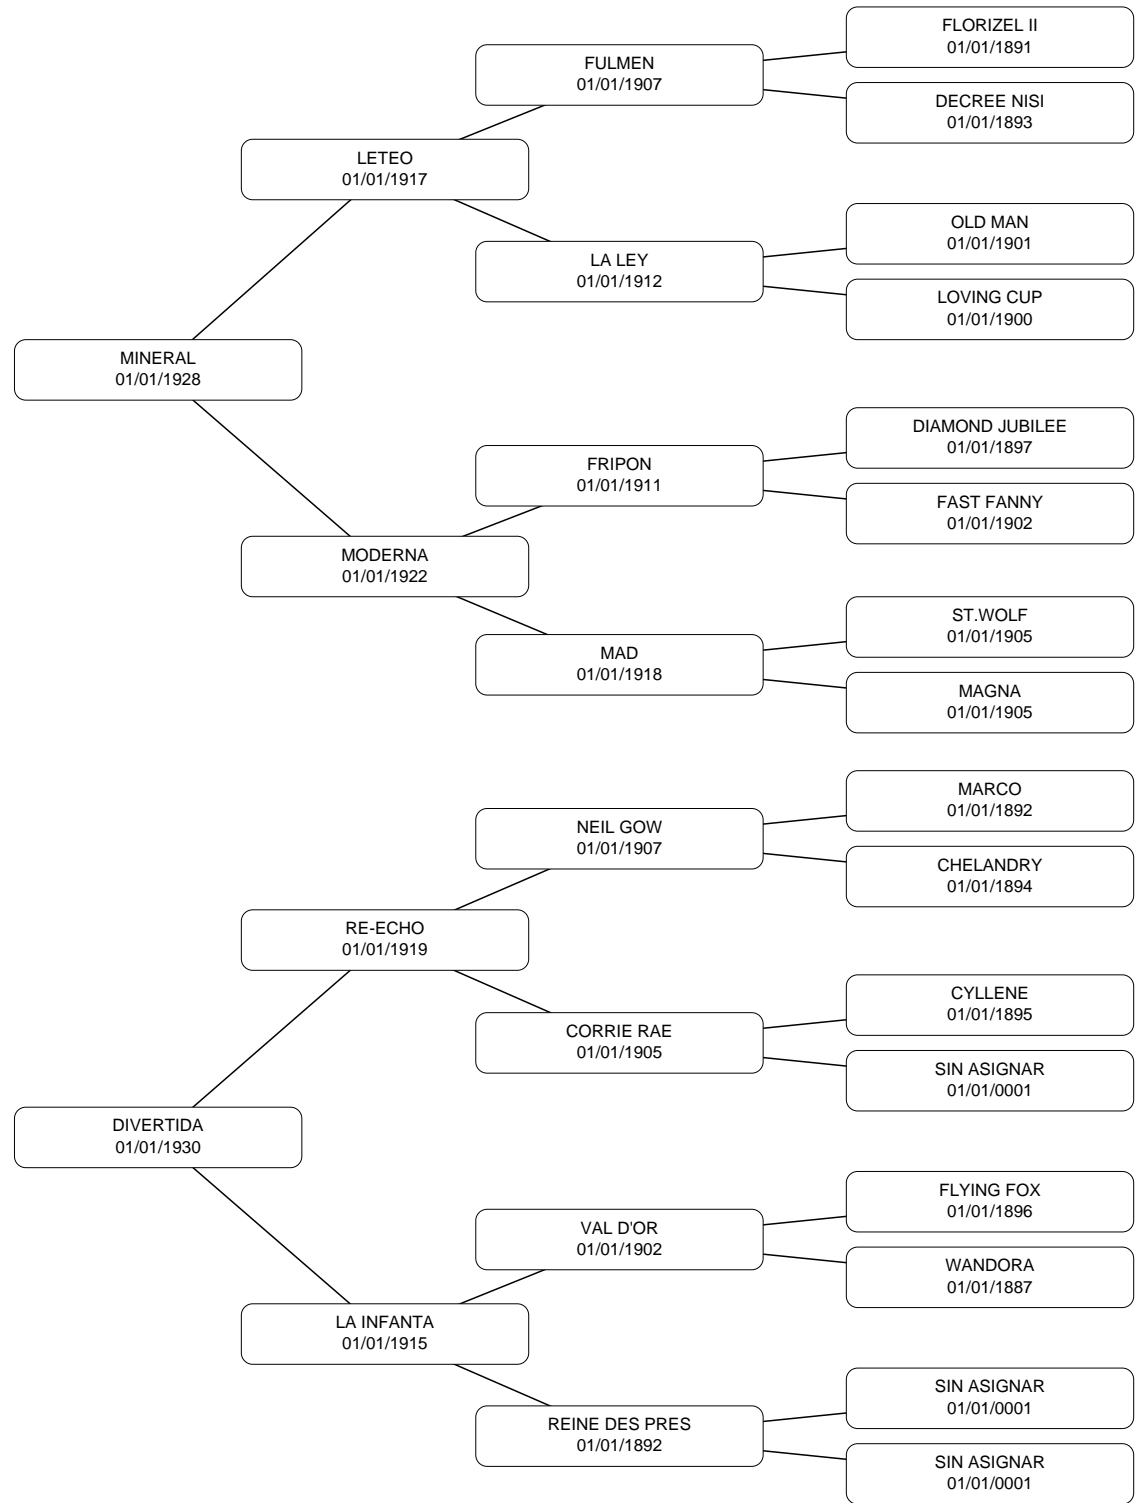 FLORIZEL II
01/01/1891
FULMEN
01/01/1907
DECREE NISI
01/01/1893
LETEO
01/01/1917
OLD MAN
01/01/1901
LA LEY
01/01/1912
LOVING CUP
01/01/1900
MINERAL
01/01/1928
DIAMOND JUBILEE
01/01/1897
FRIPON
01/01/1911
FAST FANNY
01/01/1902
MODERNA
01/01/1922
ST.WOLF
01/01/1905
MAD
01/01/1918
MAGNA
01/01/1905
MARCO
01/01/1892
NEIL GOW
01/01/1907
CHELANDRY
01/01/1894
RE-ECHO
01/01/1919
CYLLENE
01/01/1895
CORRIE RAE
01/01/1905
SIN ASIGNAR
01/01/0001
DIVERTIDA
01/01/1930
FLYING FOX
01/01/1896
VAL D'OR
01/01/1902
WANDORA
01/01/1887
LA INFANTA
01/01/1915
SIN ASIGNAR
01/01/0001
REINE DES PRES
01/01/1892
SIN ASIGNAR
01/01/0001